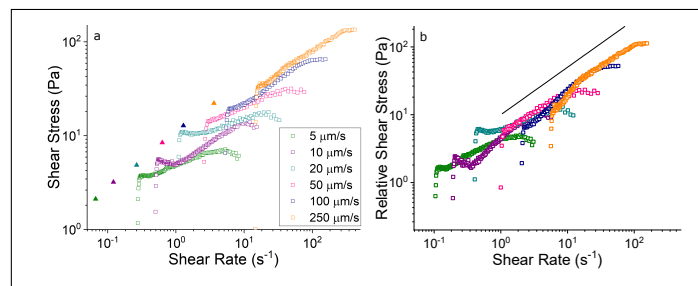 a
b
Shear Stress (Pa)
10²
10¹
10⁰
10⁻¹ 10⁰ 10¹ 10²
Shear Rate (s⁻¹)
5 μm/s
10 μm/s
20 μm/s
50 μm/s
100 μm/s
250 μm/s
Relative Shear Stress (Pa)
10²
10¹
10⁰
10⁻¹ 10⁰ 10¹ 10²
Shear Rate (s⁻¹)